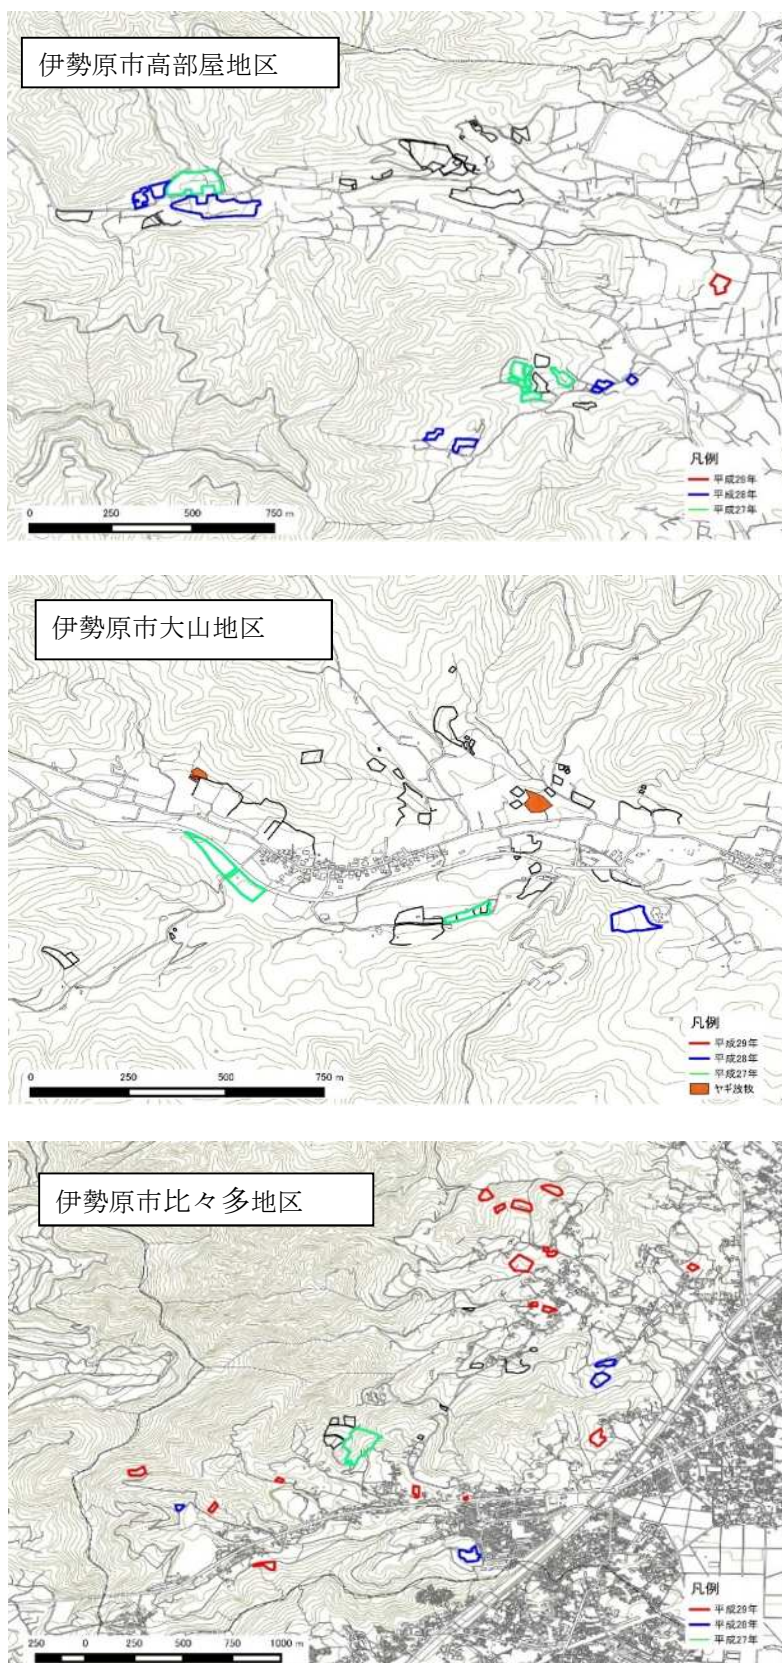 伊勢原市高部屋地区
凡例
平成29年
平成28年
平成27年
0 250 500 750 m
伊勢原市大山地区
凡例
平成29年
平成28年
平成27年
ヤギ放牧
0 250 500 750 m
伊勢原市比々多地区
凡例
平成29年
平成28年
平成27年
250 0 250 500 750 1000 m